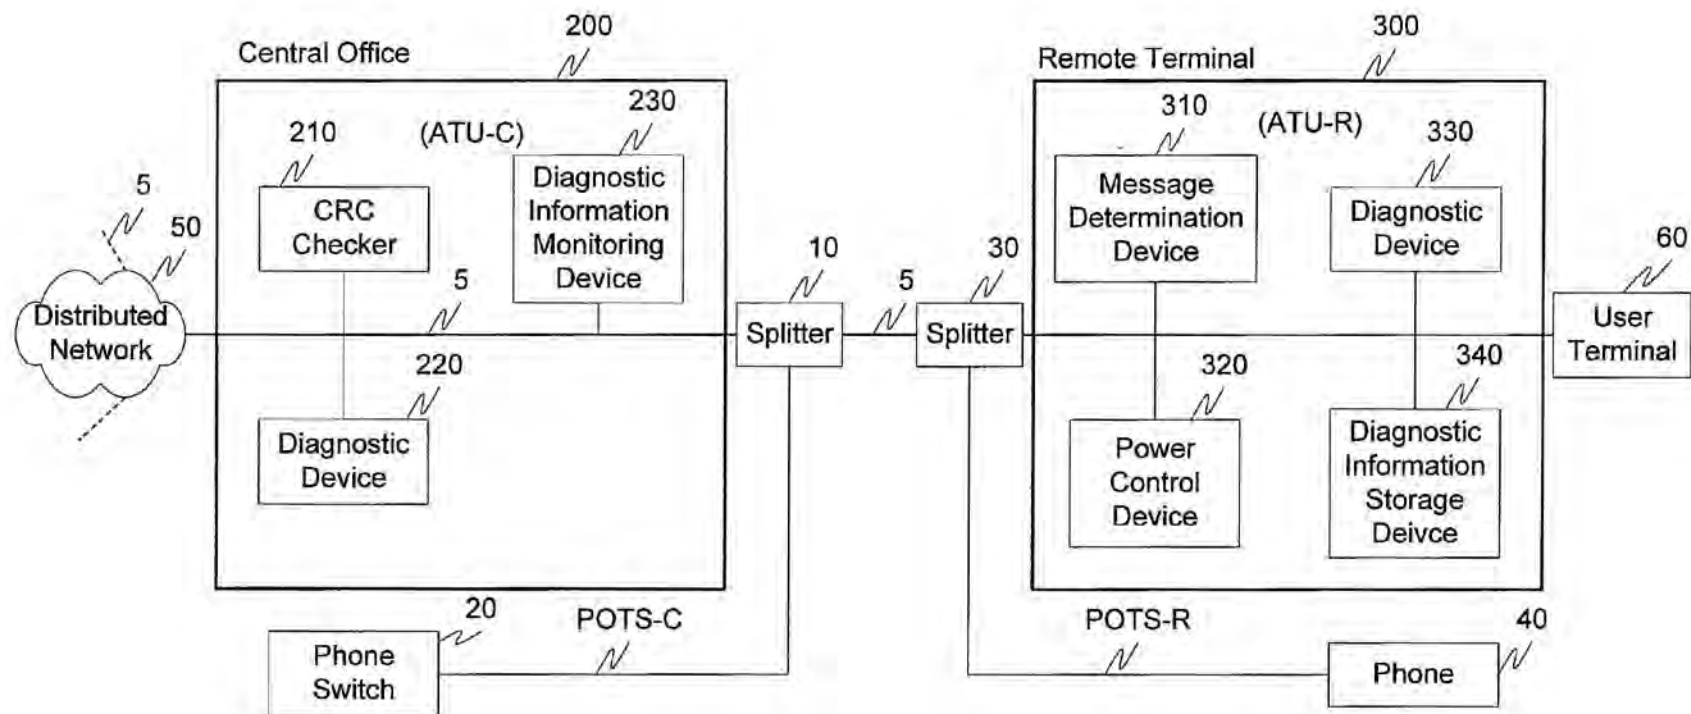 200
Central Office
300
Remote Terminal
230
(ATU-C)
210
310
(ATU-R)
330
CRC
Checker
Diagnostic
Information
Monitoring
Device
Message
Determination
Device
Diagnostic
Device
5
50
5
10
5
30
60
Distributed
Network
Splitter
Splitter
User
Terminal
220
Diagnostic
Device
320
Power
Control
Device
340
Diagnostic
Information
Storage
Deivce
20
POTS-C
Phone
Switch
POTS-R
40
Phone